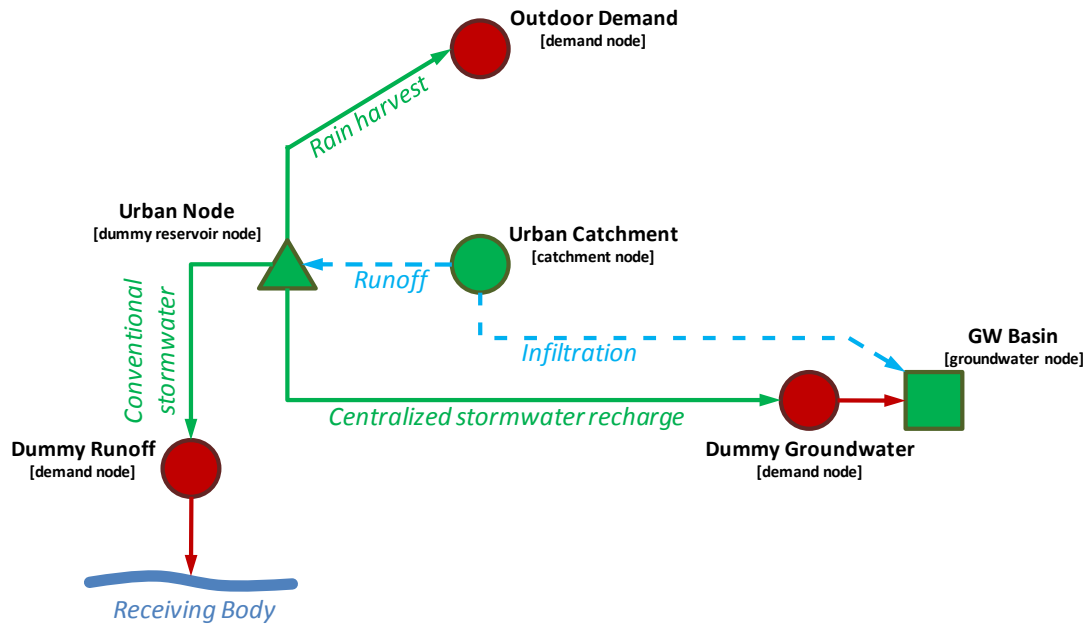 Outdoor Demand
[demand node]
Rain harvest
Urban Node
[dummy reservoir node]
Urban Catchment
[catchment node]
Runoff
Conventional
stormwater
Infiltration
GW Basin
[groundwater node]
Centralized stormwater recharge
Dummy Runoff
[demand node]
Dummy Groundwater
[demand node]
Receiving Body